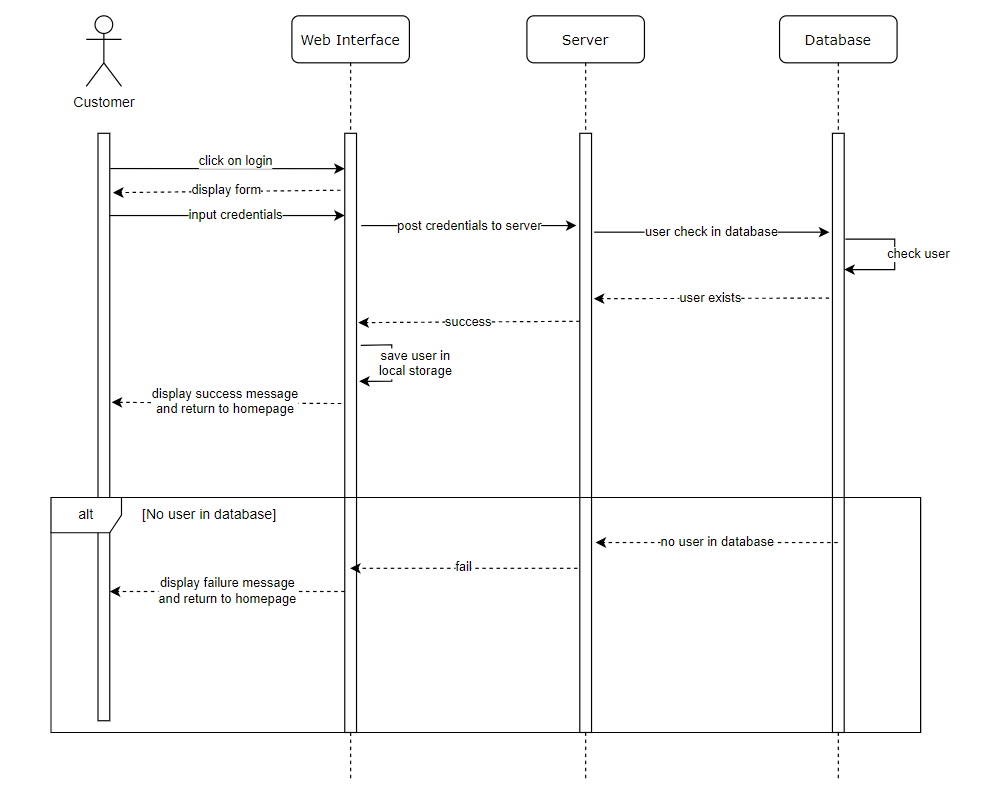 Web Interface
Server
Database
Customer
click on login
display form
input credentials
post credentials to server
user check in database
check user
user exists
success
save user in
local storage
display success message
and return to homepage
alt
[No user in database]
no user in database
fail
display failure message
and return to homepage